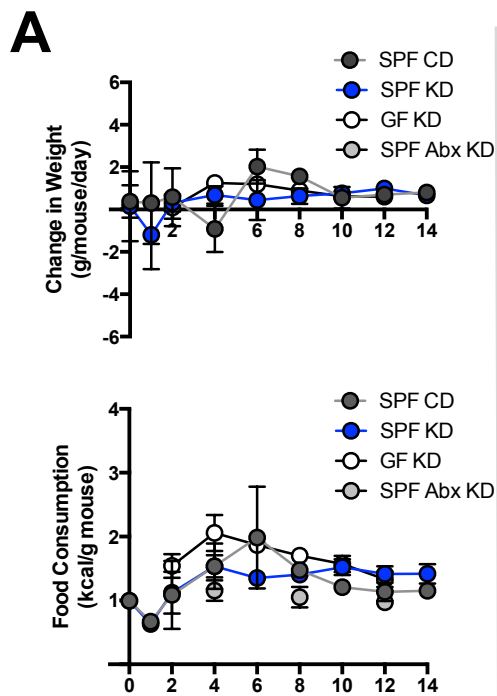 A
SPF CD
SPF KD
GF KD
SPF Abx KD
Change in Weight
(g/mouse/day)
6
4
2
-2
-4
-6
2 4 6 8 10 12 14
SPF CD
SPF KD
GF KD
SPF Abx KD
Food Consumption
(kcal/g mouse)
4
3
2
1
0 2 4 6 8 10 12 14